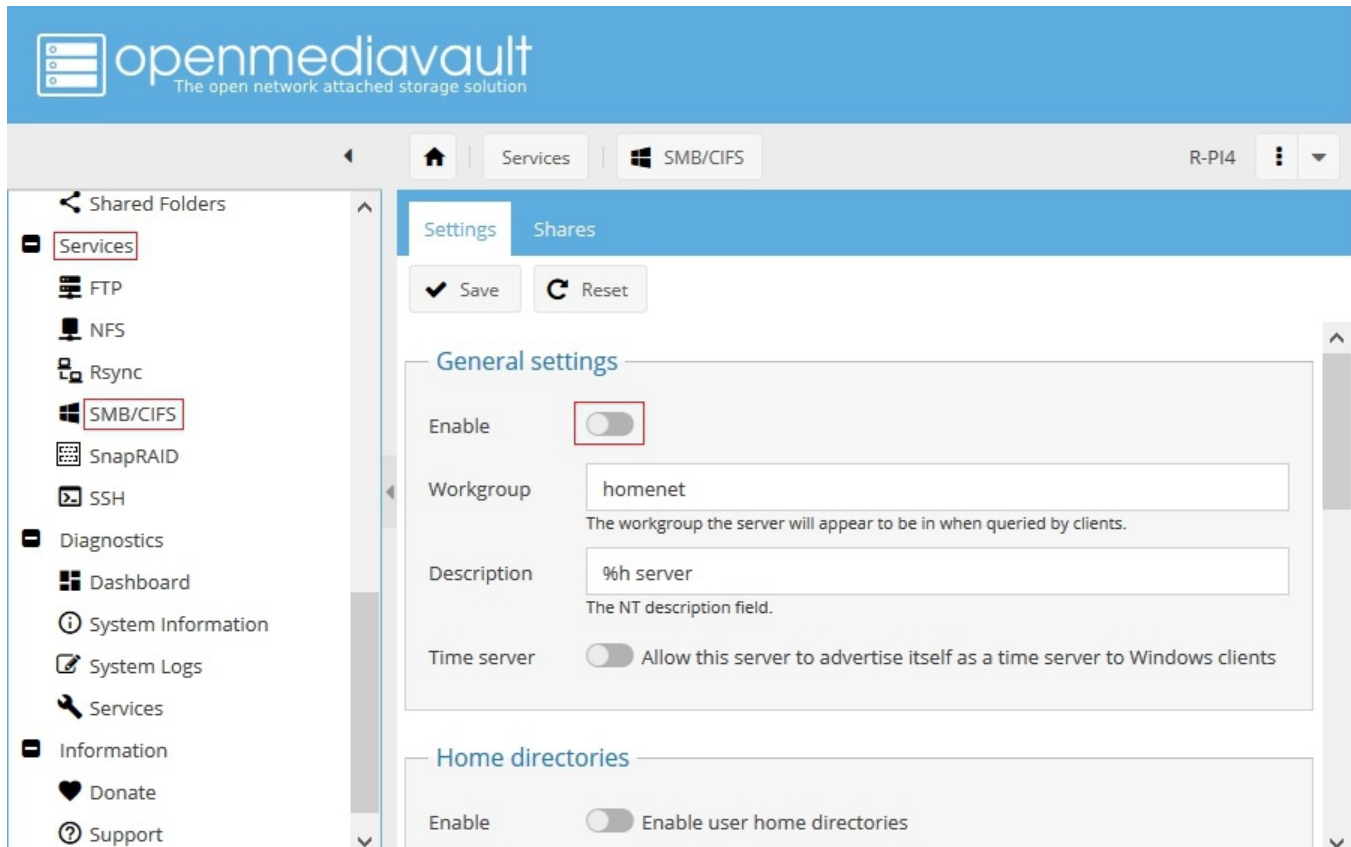 openmediavault
The open network attached storage solution
Services
SMB/CIFS
R-PI4
Shared Folders
Services
FTP
NFS
Rsync
SMB/CIFS
SnapRAID
SSH
Diagnostics
Dashboard
System Information
System Logs
Services
Information
Donate
Support
Settings
Shares
Save
Reset
General settings
Enable
Workgroup
homenet
The workgroup the server will appear to be in when queried by clients.
Description
%h server
The NT description field.
Time server
Allow this server to advertise itself as a time server to Windows clients
Home directories
Enable
Enable user home directories